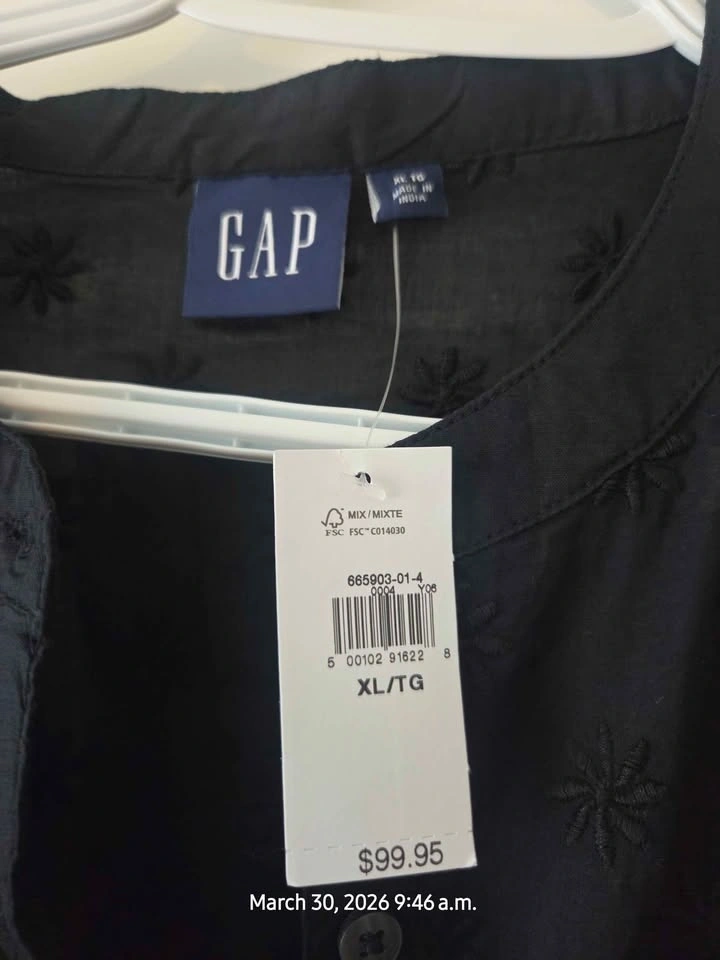 GAP
XL TG
MADE IN
INDIA
MIX / MIXTE
FSC
FSC™ C014030
665903-01-4
0004 Y06
5 00102 91622 8
XL/TG
$99.95
March 30, 2026 9:46 a.m.